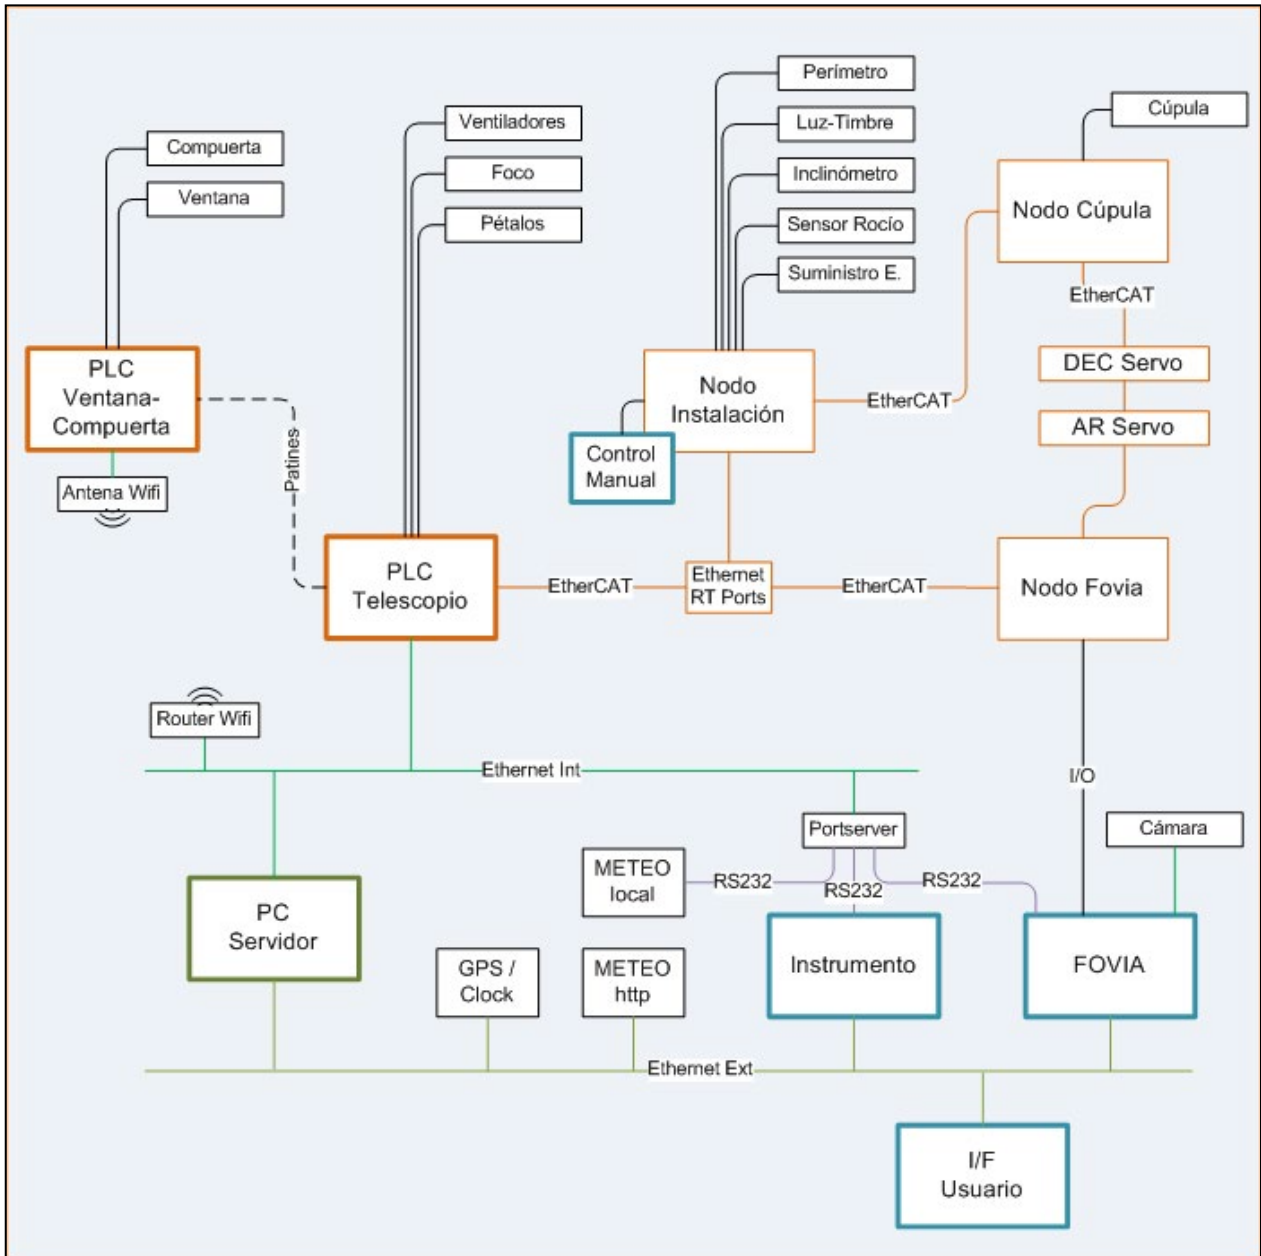 Perímetro
Ventiladores
Luz-Timbre
Cúpula
Compuerta
Foco
Inclinómetro
Ventana
Pétalos
Sensor Rocío
Nodo Cúpula
Suministro E.
EtherCAT
PLC
Ventana-
Compuerta
Nodo
Instalación
EtherCAT
DEC Servo
AR Servo
Patines
Control
Manual
Antena Wifi
PLC
Telescopio
EtherCAT
Ethernet
RT Ports
EtherCAT
Nodo Fovia
Router Wifi
Ethernet Int
I/O
Portserver
Cámara
METEO
local
RS232
RS232
RS232
PC
Servidor
GPS /
Clock
METEO
http
Instrumento
FOVIA
Ethernet Ext
I/F
Usuario